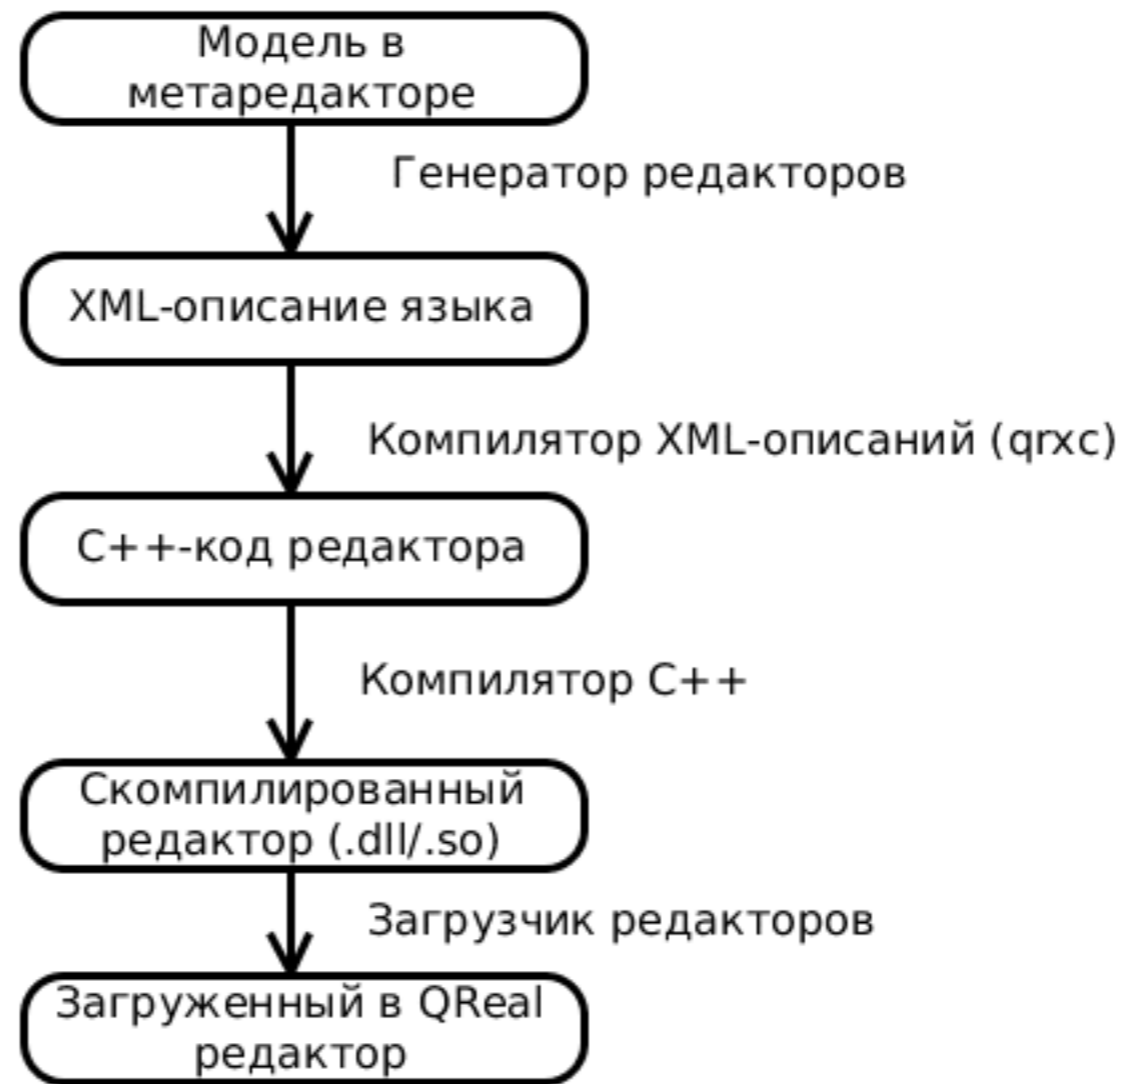 Модель в
метаредакторе
Генератор редакторов
XML-описание языка
Компилятор XML-описаний (qrxc)
C++-код редактора
Компилятор C++
Скомпилированный
редактор (.dll/.so)
Загрузчик редакторов
Загруженный в QReal
редактор